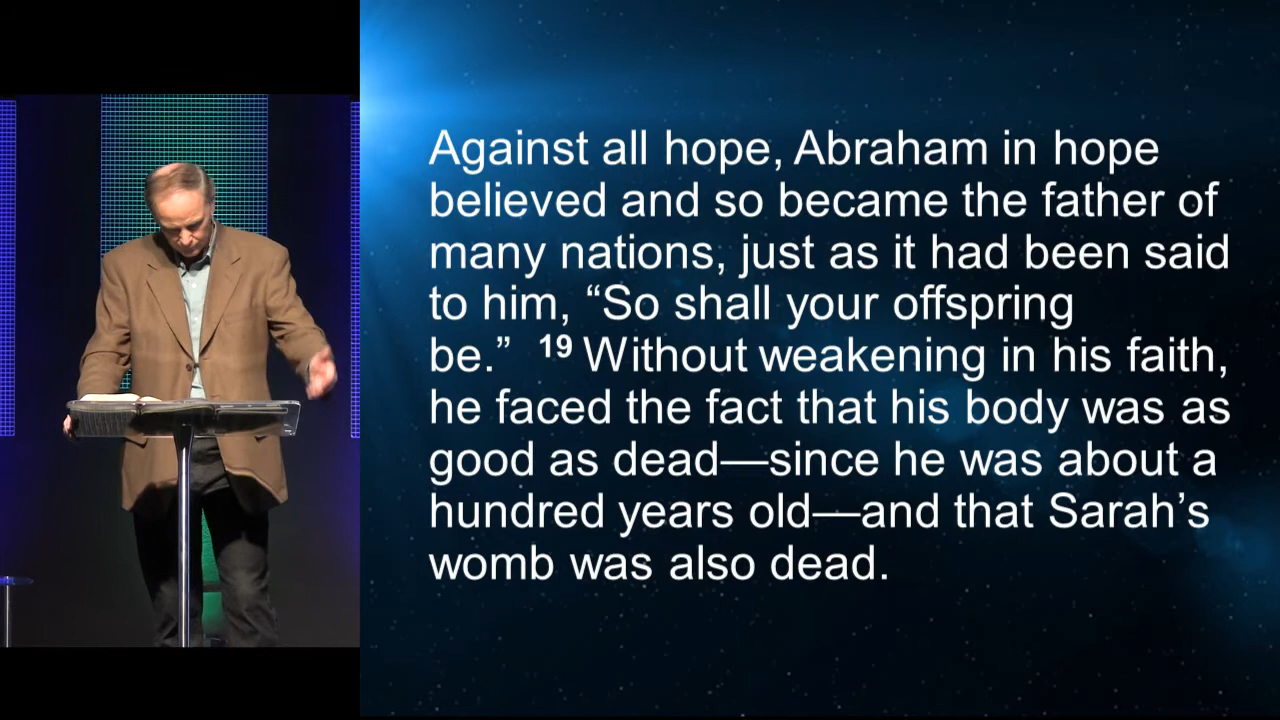 Against all hope, Abraham in hope
believed and so became the father of
many nations, just as it had been said
to him, “So shall your offspring
be.”  19 Without weakening in his faith,
he faced the fact that his body was as
good as dead—since he was about a
hundred years old—and that Sarah’s
womb was also dead.